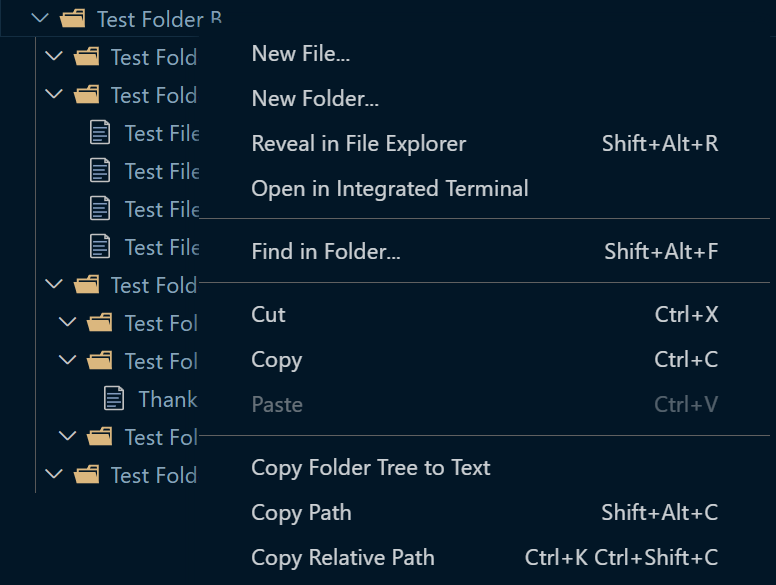 Test Folder B
Test Fold
Test Fold
Test File
Test File
Test File
Test File
Test Fold
Test Fol
Test Fol
Thank
Test Fol
Test Fold
New File...
New Folder...
Reveal in File Explorer Shift+Alt+R
Open in Integrated Terminal
Find in Folder... Shift+Alt+F
Cut Ctrl+X
Copy Ctrl+C
Paste Ctrl+V
Copy Folder Tree to Text
Copy Path Shift+Alt+C
Copy Relative Path Ctrl+K Ctrl+Shift+C